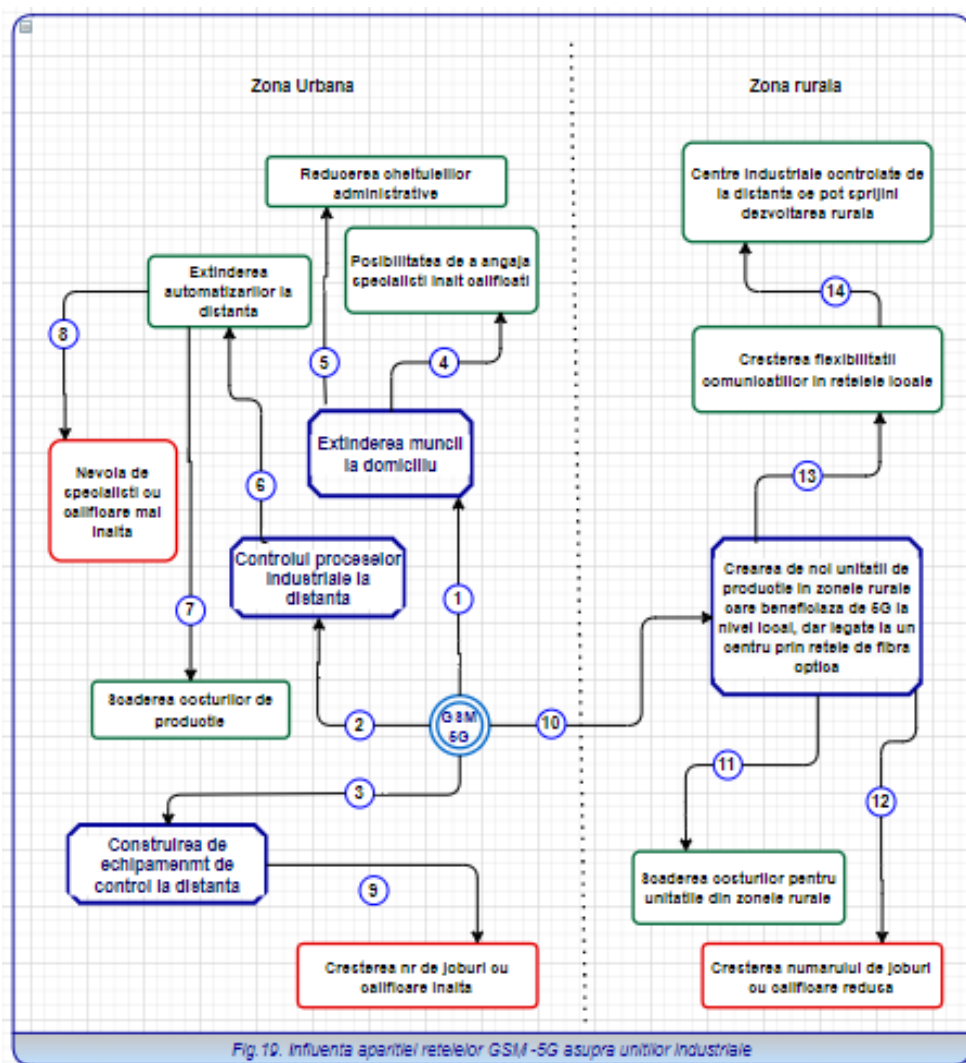 Zona Urbana
Zona rurala
Reducerea cheltuielilor
administrative
Centre industriale controlate de
la distanta ce pot sprijini
dezvoltarea rurala
Posibilitatea de a angaja
specialisti inalt calificati
Extinderea
automatizarilor la
distanta
14
8
5
4
Cresterea flexibilitatii
comunicatiilor in retelele locale
Extinderea muncii
la domiciliu
Nevoia de
specialisti cu
calificare mai
inalta
6
13
Controlul proceselor
industriale la
distanta
Crearea de noi unitatii de
productie in zonele rurale
care beneficiaza de 5G la
nivel local, dar legate la un
centru prin retele de fibra
optica
1
7
Scaderea costurilor de
productie
2
GSM
5G
10
11
3
12
Construirea de
echipamenmt de
control la distanta
9
Scaderea costurilor pentru
unitatile din zonele rurale
Cresterea nr de joburi cu
calificare inalta
Cresterea numarului de joburi
cu calificare redusa
Fig.19. Influenta aparitiei retelelor GSM -5G asupra unitilor industriale